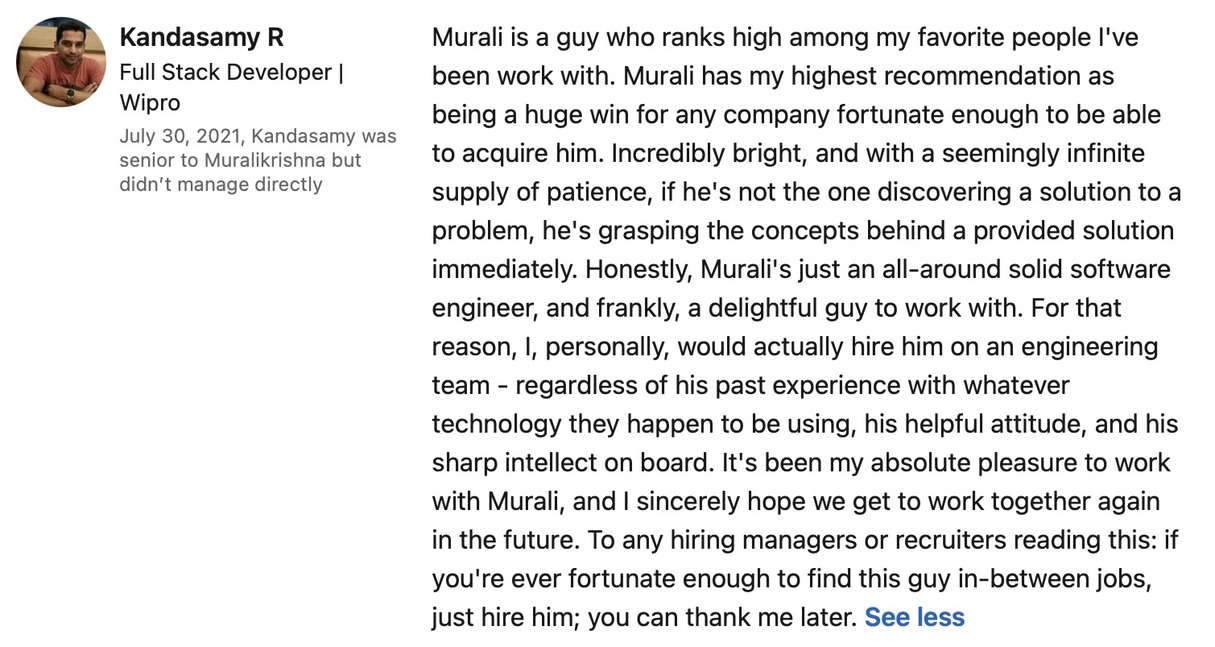 Kandasamy R
Full Stack Developer |
Wipro
July 30, 2021, Kandasamy was
senior to Muralikrishna but
didn’t manage directly
Murali is a guy who ranks high among my favorite people I've
been work with. Murali has my highest recommendation as
being a huge win for any company fortunate enough to be able
to acquire him. Incredibly bright, and with a seemingly infinite
supply of patience, if he's not the one discovering a solution to a
problem, he's grasping the concepts behind a provided solution
immediately. Honestly, Murali's just an all-around solid software
engineer, and frankly, a delightful guy to work with. For that
reason, I, personally, would actually hire him on an engineering
team - regardless of his past experience with whatever
technology they happen to be using, his helpful attitude, and his
sharp intellect on board. It's been my absolute pleasure to work
with Murali, and I sincerely hope we get to work together again
in the future. To any hiring managers or recruiters reading this: if
you're ever fortunate enough to find this guy in-between jobs,
just hire him; you can thank me later. See less